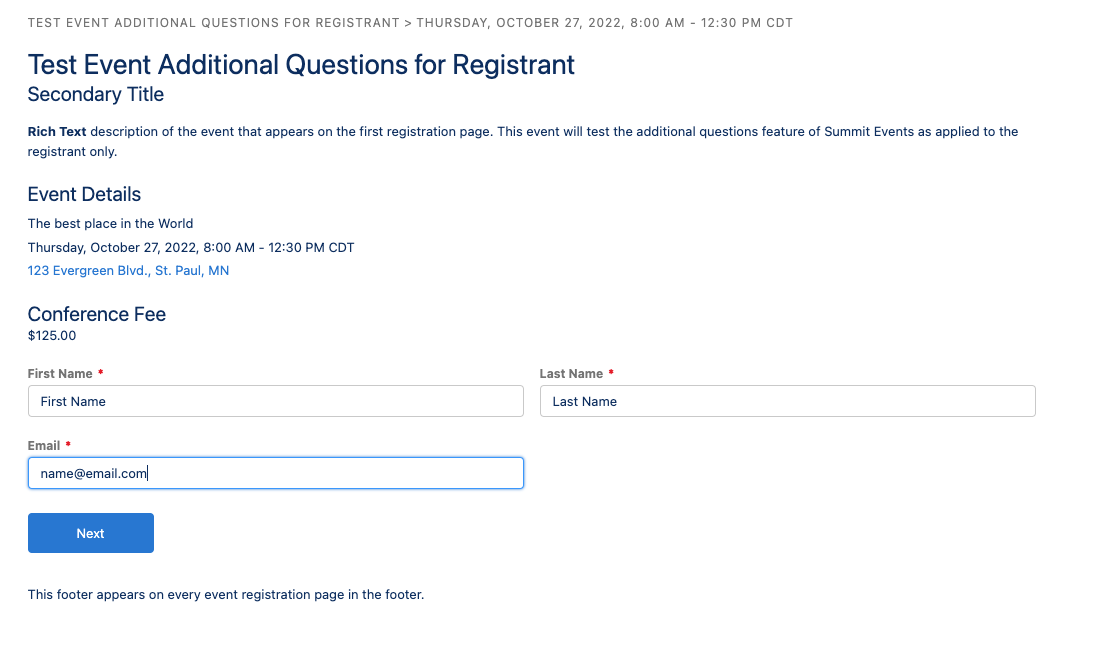 TEST EVENT ADDITIONAL QUESTIONS FOR REGISTRANT > THURSDAY, OCTOBER 27, 2022, 8:00 AM - 12:30 PM CDT
Test Event Additional Questions for Registrant
Secondary Title
Rich Text description of the event that appears on the first registration page. This event will test the additional questions feature of Summit Events as applied to the
registrant only.
Event Details
The best place in the World
Thursday, October 27, 2022, 8:00 AM - 12:30 PM CDT
123 Evergreen Blvd., St. Paul, MN
Conference Fee
$125.00
First Name * Last Name *
First Name Last Name
Email *
name@email.com
Next
This footer appears on every event registration page in the footer.